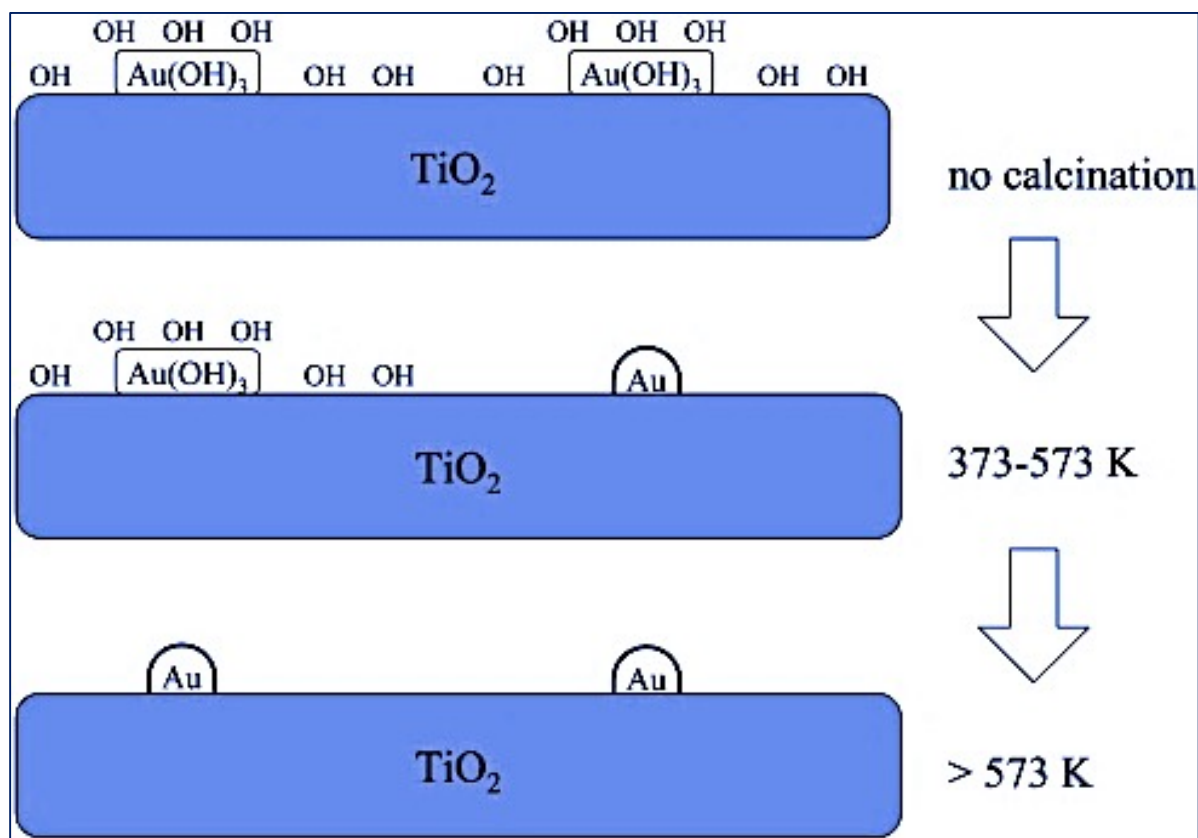 OH OH OH OH OH OH
OH Au(OH)₃ OH OH OH Au(OH)₃ OH OH
TiO₂
no calcination
OH OH OH
OH Au(OH)₃ OH OH Au
TiO₂
373-573 K
Au Au
TiO₂
> 573 K